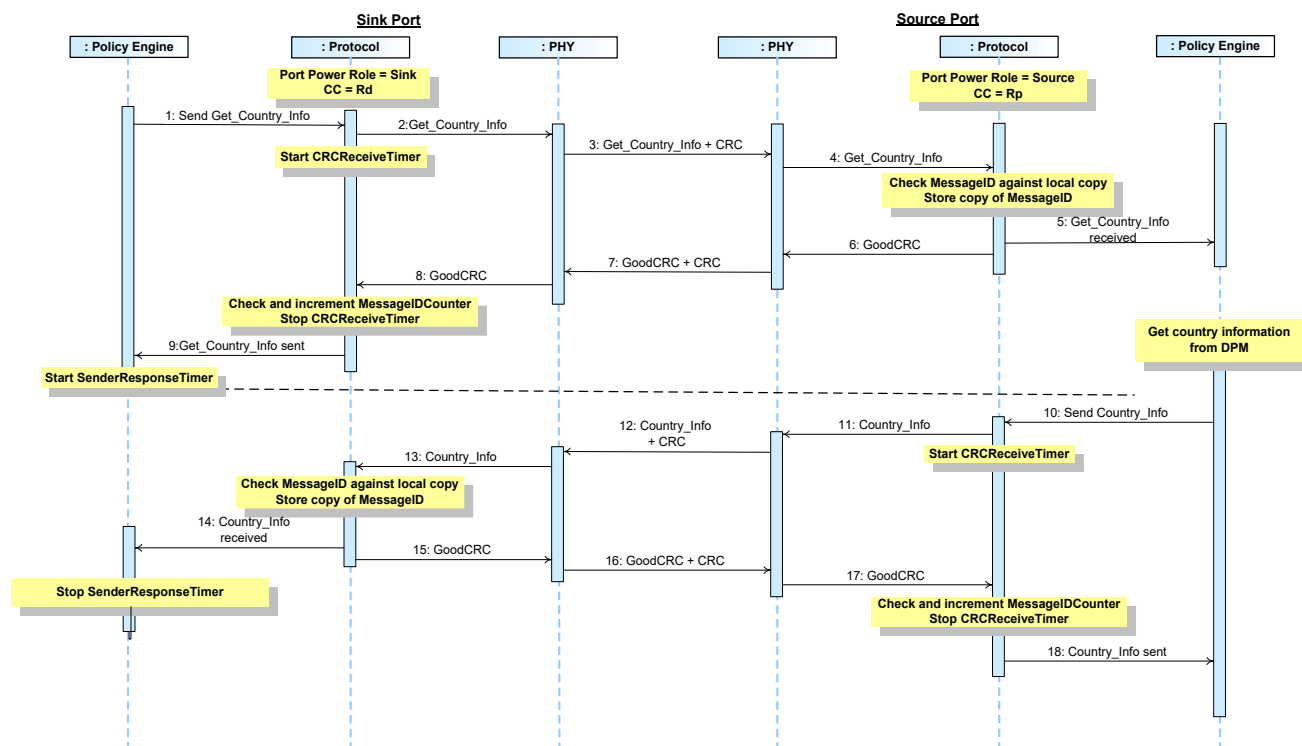 Sink Port
Source Port
: Policy Engine
: Protocol
: PHY
: PHY
: Protocol
: Policy Engine
Port Power Role = Sink
CC = Rd
Port Power Role = Source
CC = Rp
1: Send Get_Country_Info
2:Get_Country_Info
Start CRCReceiveTimer
3: Get_Country_Info + CRC
4: Get_Country_Info
Check MessageID against local copy
Store copy of MessageID
5: Get_Country_Info
received
6: GoodCRC
7: GoodCRC + CRC
8: GoodCRC
Check and increment MessageIDCounter
Stop CRCReceiveTimer
9:Get_Country_Info sent
Start SenderResponseTimer
Get country information
from DPM
10: Send Country_Info
11: Country_Info
Start CRCReceiveTimer
12: Country_Info
+ CRC
13: Country_Info
Check MessageID against local copy
Store copy of MessageID
14: Country_Info
received
15: GoodCRC
16: GoodCRC + CRC
17: GoodCRC
Stop SenderResponseTimer
Check and increment MessageIDCounter
Stop CRCReceiveTimer
18: Country_Info sent